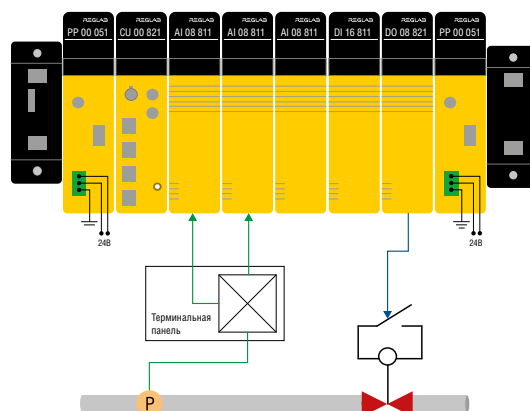 REGLAB REGLAB REGLAB REGLAB REGLAB REGLAB REGLAB REGLAB
PP 00 051 CU 00 821 AI 08 811 AI 08 811 AI 08 811 DI 16 811 DO 08 821 PP 00 051
24В 24В
Терминальная
панель
P